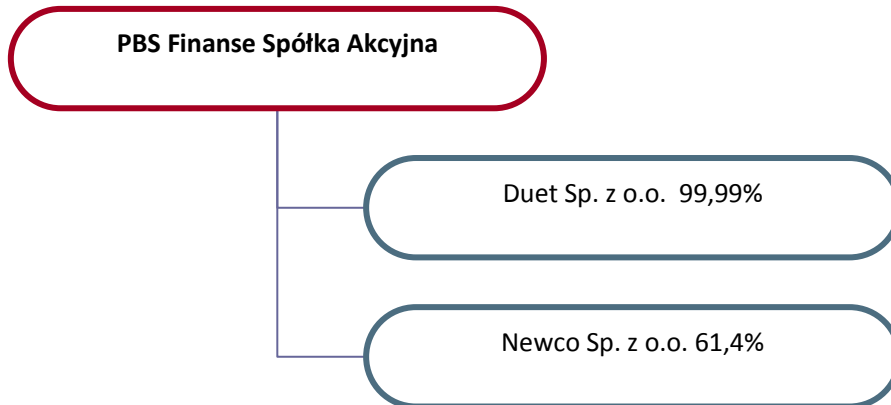 PBS Finanse Spółka Akcyjna
Duet Sp. z o.o.  99,99%
Newco Sp. z o.o. 61,4%